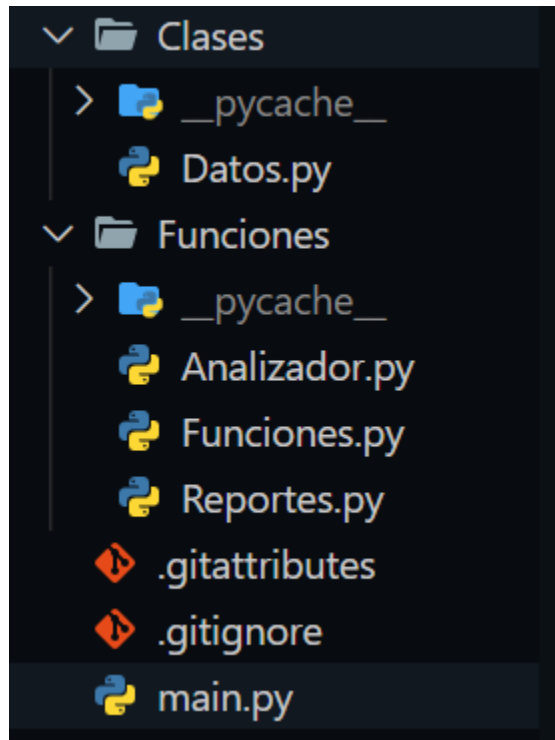 Clases
__pycache__
Datos.py
Funciones
__pycache__
Analizador.py
Funciones.py
Reportes.py
.gitattributes
.gitignore
main.py